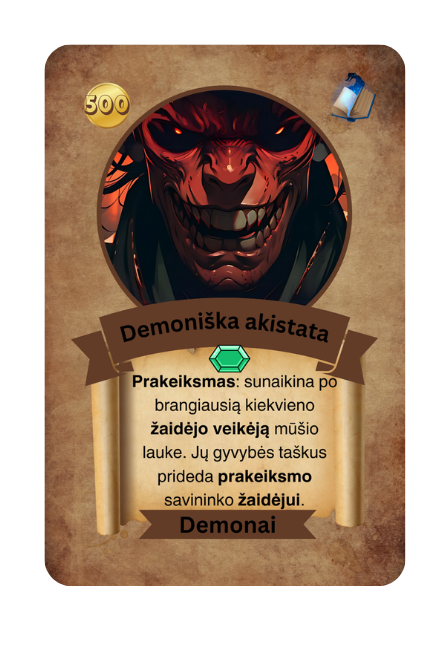 500
Demoniška akistata
Prakeiksmas: sunaikina po
brangiausią kiekvieno
žaidėjo veikėją mūšio
lauke. Jų gyvybės taškus
prideda prakeiksmo
savininko žaidėjui.
Demonai